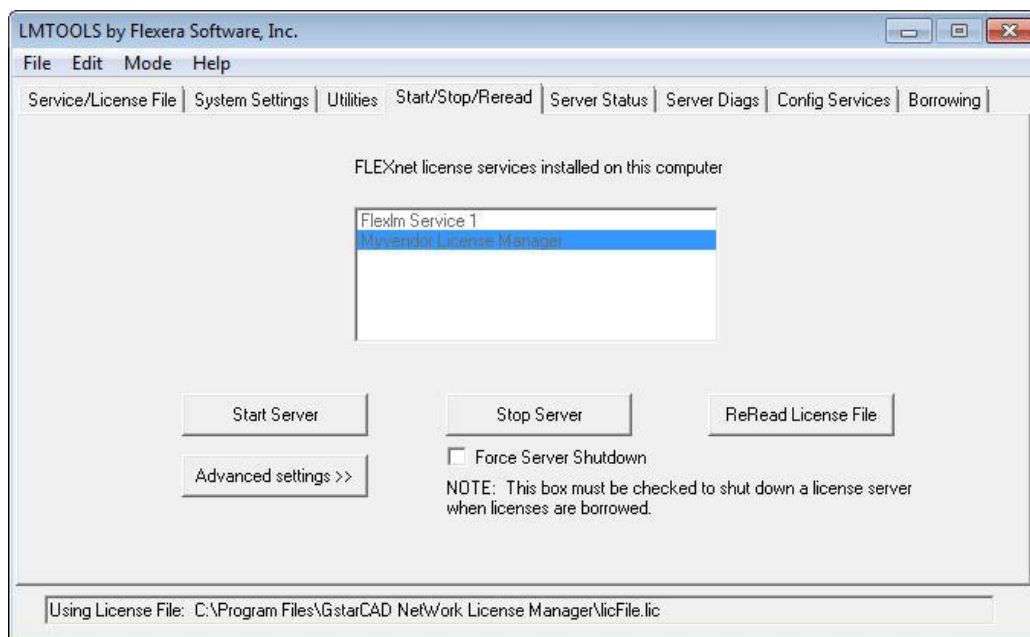 LMTOOLS by Flexera Software, Inc.
File Edit Mode Help
Service/License File System Settings Utilities Start/Stop/Reread Server Status Server Diags Config Services Borrowing
FLEXnet license services installed on this computer
Flexlm Service 1
Myvendor License Manager
Start Server Stop Server ReRead License File
Advanced settings >>
Force Server Shutdown
NOTE: This box must be checked to shut down a license server
when licenses are borrowed.
Using License File: C:\Program Files\GstarCAD NetWork License Manager\licFile.lic